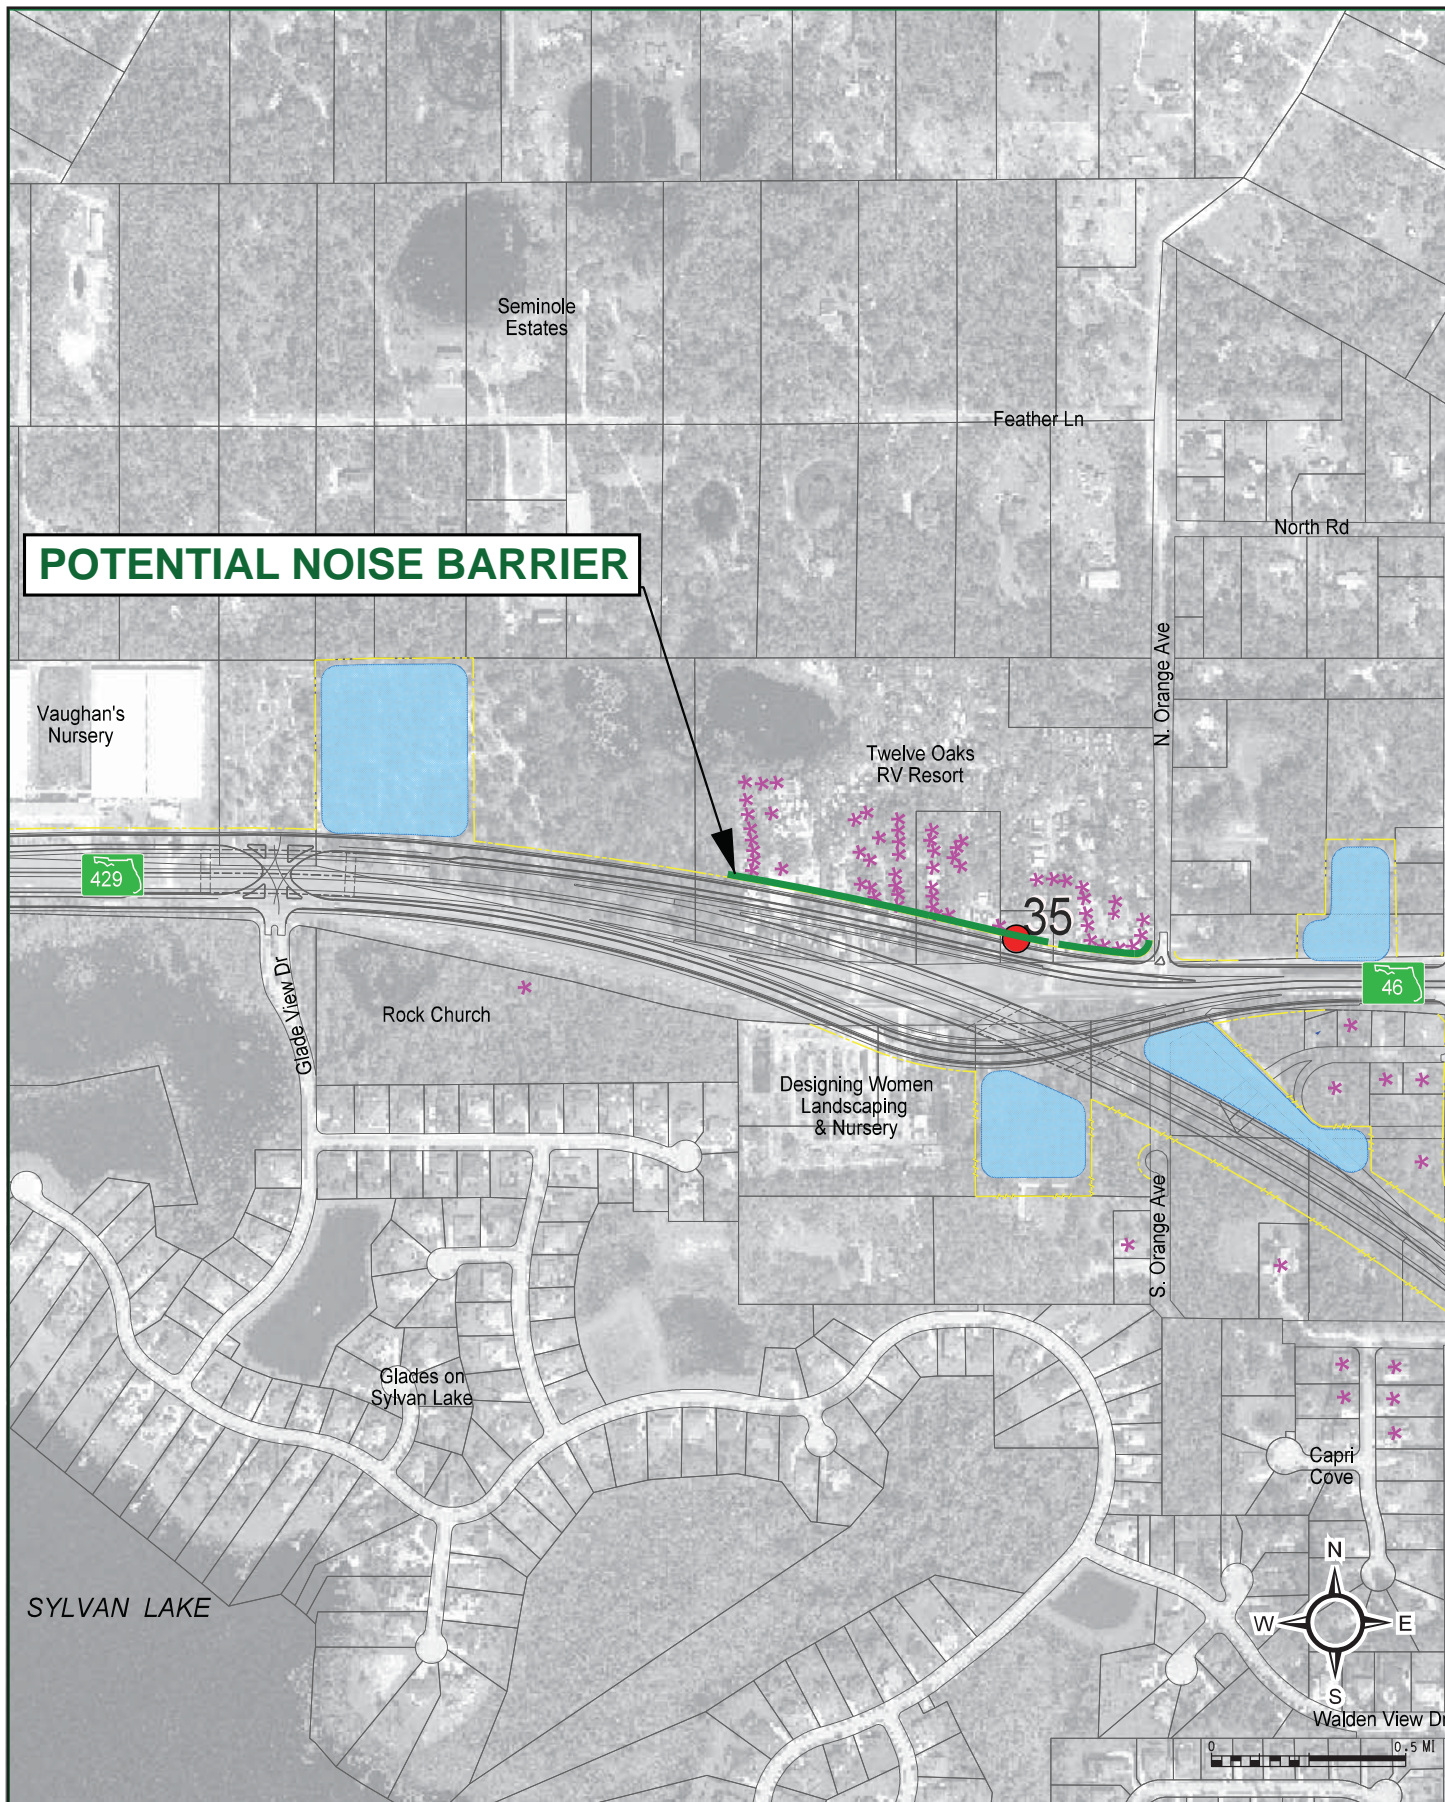 Seminole
Estates
Feather Ln
North Rd
POTENTIAL NOISE BARRIER
N. Orange Ave
Vaughan's
Nursery
Twelve Oaks
RV Resort
429
35
46
Glade View Dr
Rock Church
Designing Women
Landscaping
& Nursery
S. Orange Ave
Glades on
Sylvan Lake
Capri
Cove
SYLVAN LAKE
N
W
E
S
Walden View Dr
0
0.5 MI